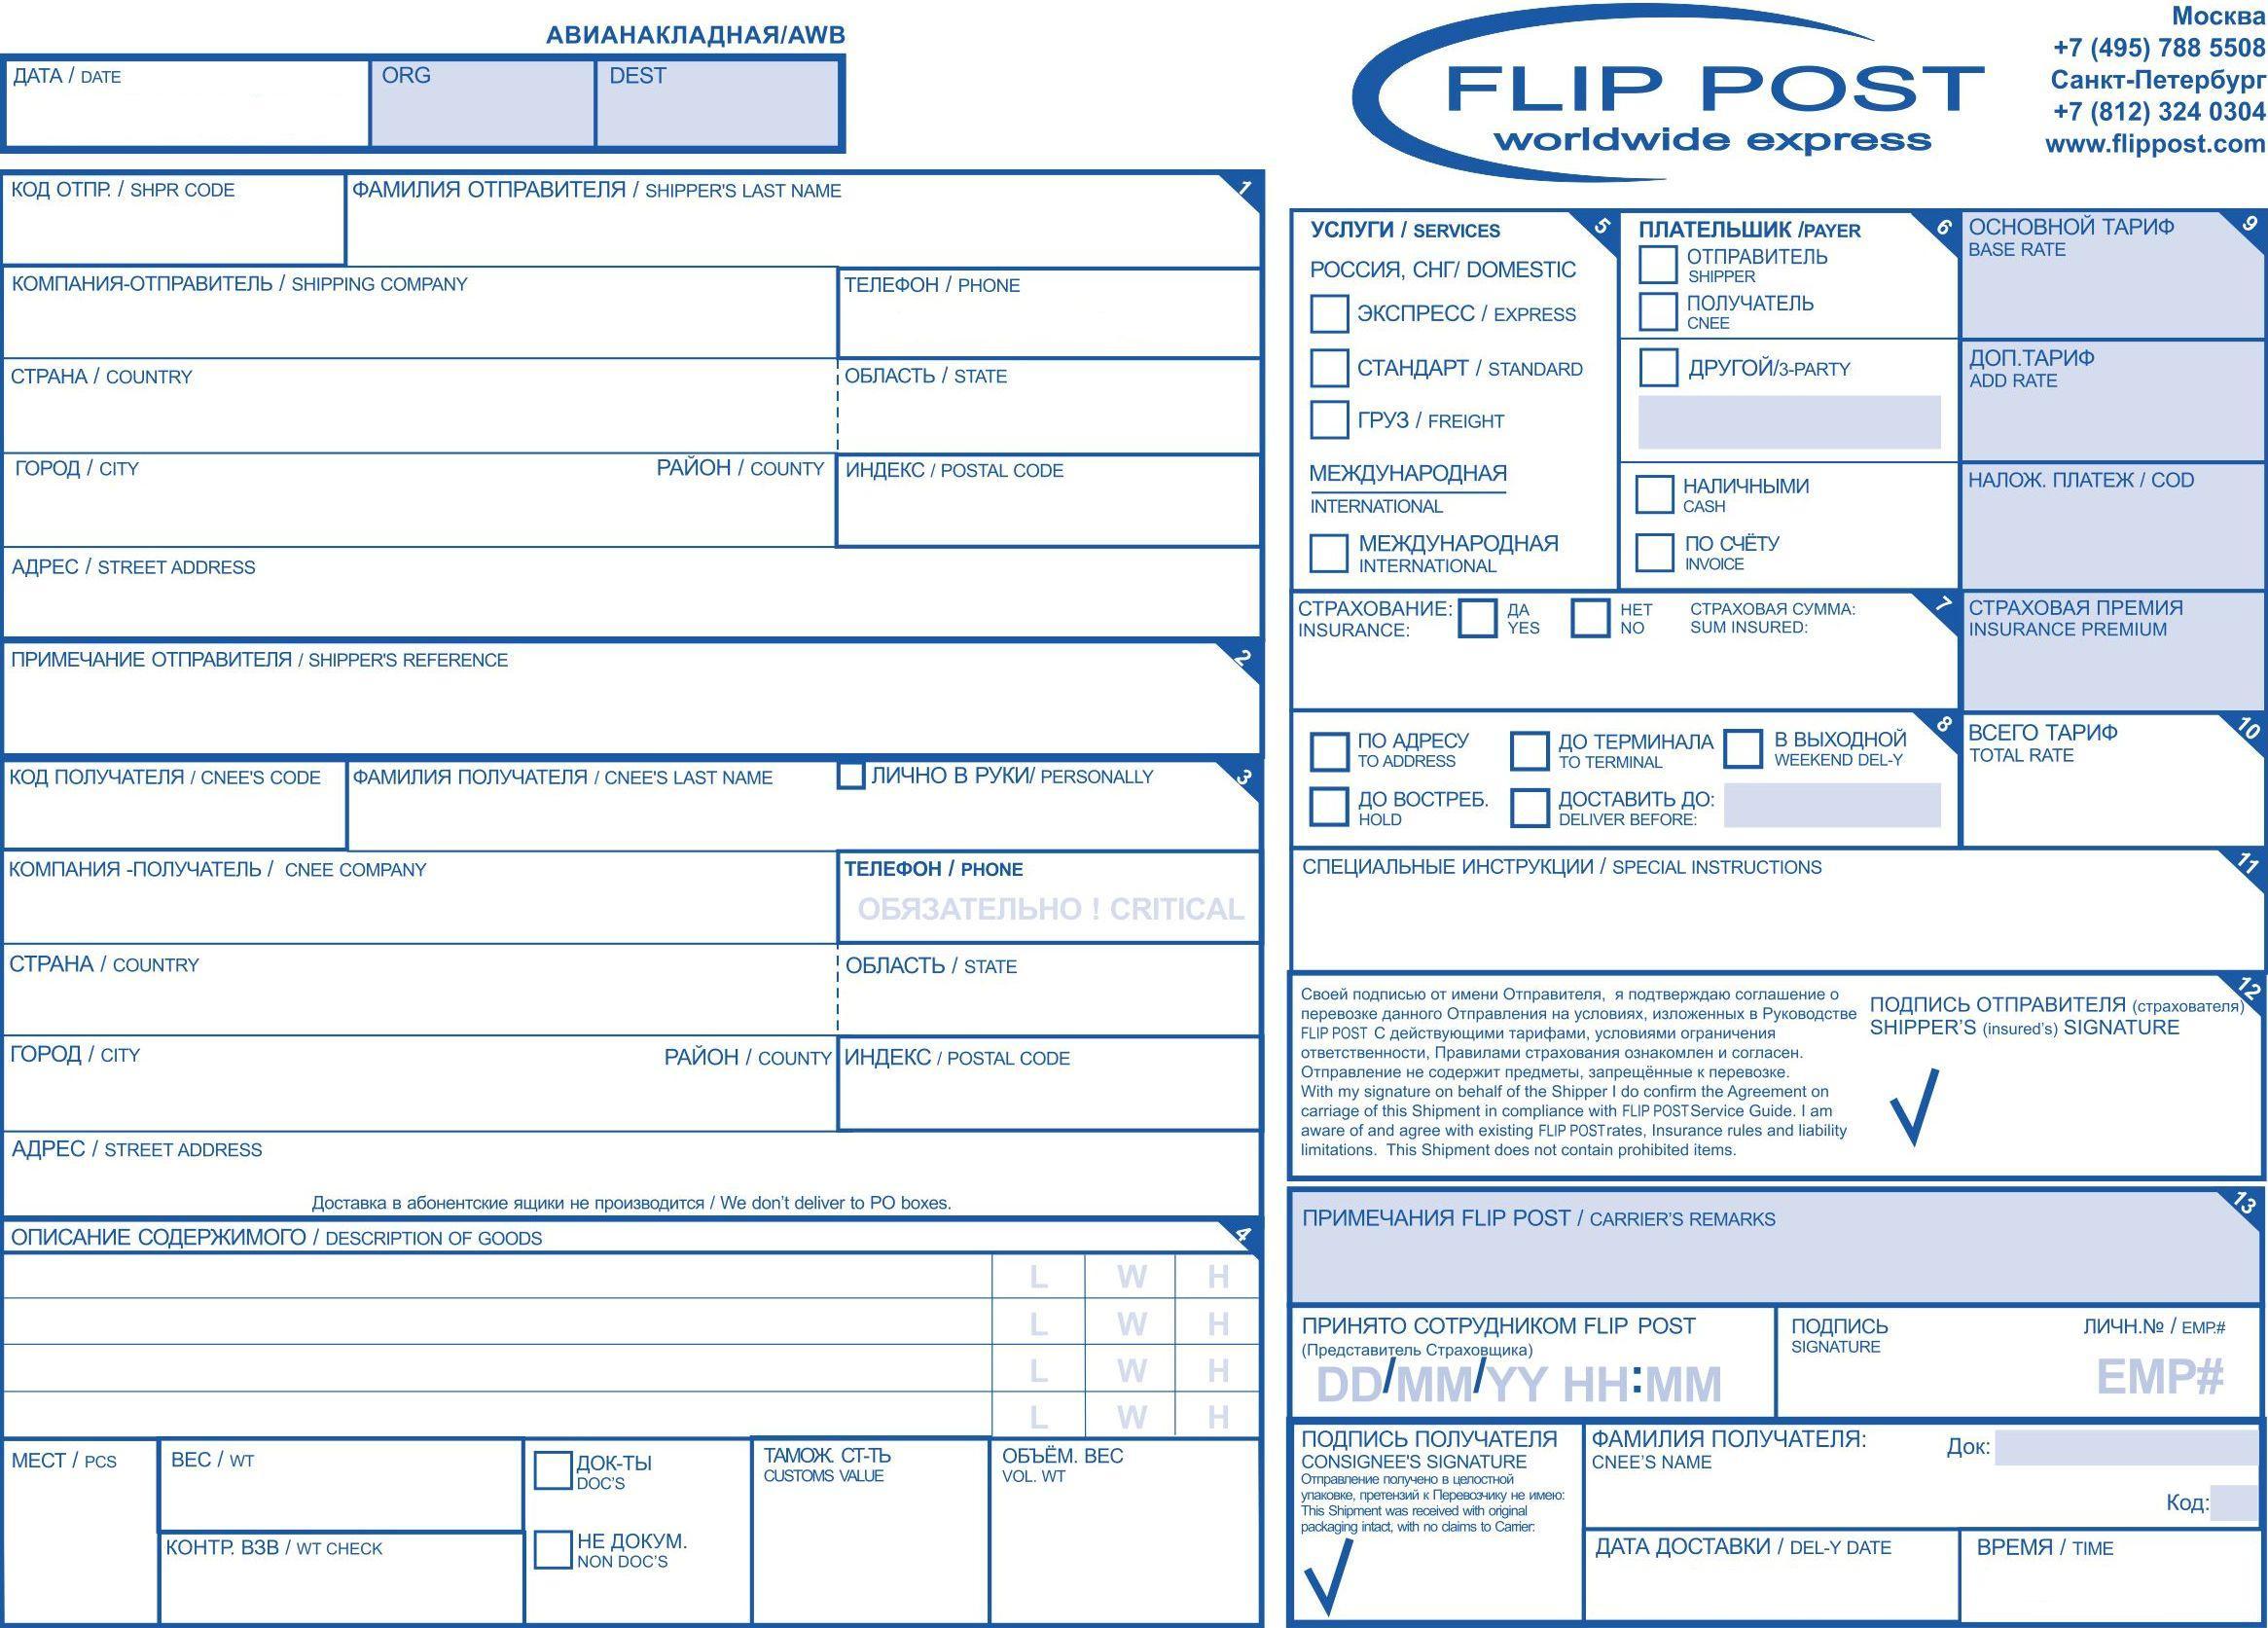 АВИАНАКЛАДНАЯ/AWB
ДАТА / DATE
ORG
DEST
FLIP POST
worldwide express
Москва
+7 (495) 788 5508
Санкт-Петербург
+7 (812) 324 0304
www.flippost.com
КОД ОТПР. / SHPR CODE
ФАМИЛИЯ ОТПРАВИТЕЛЯ / SHIPPER'S LAST NAME
1
КОМПАНИЯ-ОТПРАВИТЕЛЬ / SHIPPING COMPANY
ТЕЛЕФОН / PHONE
СТРАНА / COUNTRY
ОБЛАСТЬ / STATE
ГОРОД / CITY
РАЙОН / COUNTY
ИНДЕКС / POSTAL CODE
АДРЕС / STREET ADDRESS
ПРИМЕЧАНИЕ ОТПРАВИТЕЛЯ / SHIPPER'S REFERENCE
2
КОД ПОЛУЧАТЕЛЯ / CNEE'S CODE
ФАМИЛИЯ ПОЛУЧАТЕЛЯ / CNEE'S LAST NAME
ЛИЧНО В РУКИ/ PERSONALLY
3
КОМПАНИЯ -ПОЛУЧАТЕЛЬ / CNEE COMPANY
ТЕЛЕФОН / PHONE
ОБЯЗАТЕЛЬНО ! CRITICAL
СТРАНА / COUNTRY
ОБЛАСТЬ / STATE
ГОРОД / CITY
РАЙОН / COUNTY
ИНДЕКС / POSTAL CODE
АДРЕС / STREET ADDRESS
Доставка в абонентские ящики не производится / We don't deliver to PO boxes.
ОПИСАНИЕ СОДЕРЖИМОГО / DESCRIPTION OF GOODS
4
L W H
L W H
L W H
L W H
МЕСТ / PCS
ВЕС / WT
КОНТР. ВЗВ / WT CHECK
ДОК-ТЫ
DOC'S
НЕ ДОКУМ.
NON DOC'S
ТАМОЖ. СТ-ТЬ
CUSTOMS VALUE
ОБЪЁМ. ВЕС
VOL. WT
УСЛУГИ / SERVICES
5
РОССИЯ, СНГ/ DOMESTIC
ЭКСПРЕСС / EXPRESS
СТАНДАРТ / STANDARD
ГРУЗ / FREIGHT
МЕЖДУНАРОДНАЯ
INTERNATIONAL
МЕЖДУНАРОДНАЯ
INTERNATIONAL
ПЛАТЕЛЬШИК /PAYER
6
ОТПРАВИТЕЛЬ
SHIPPER
ПОЛУЧАТЕЛЬ
CNEE
ДРУГОЙ/3-PARTY
НАЛИЧНЫМИ
CASH
ПО СЧЁТУ
INVOICE
ОСНОВНОЙ ТАРИФ
BASE RATE
9
ДОП.ТАРИФ
ADD RATE
НАЛОЖ. ПЛАТЕЖ / COD
СТРАХОВАЯ ПРЕМИЯ
INSURANCE PREMIUM
СТРАХОВАНИЕ:
INSURANCE:
ДА
YES
НЕТ
NO
СТРАХОВАЯ СУММА:
SUM INSURED:
7
ПО АДРЕСУ
TO ADDRESS
ДО ТЕРМИНАЛА
TO TERMINAL
В ВЫХОДНОЙ
WEEKEND DEL-Y
8
ДО ВОСТРЕБ.
HOLD
ДОСТАВИТЬ ДО:
DELIVER BEFORE:
ВСЕГО ТАРИФ
TOTAL RATE
10
СПЕЦИАЛЬНЫЕ ИНСТРУКЦИИ / SPECIAL INSTRUCTIONS
11
Своей подписью от имени Отправителя, я подтверждаю соглашение о
перевозке данного Отправления на условиях, изложенных в Руководстве
FLIP POST С действующими тарифами, условиями ограничения
ответственности, Правилами страхования ознакомлен и согласен.
Отправление не содержит предметы, запрещённые к перевозке.
With my signature on behalf of the Shipper I do confirm the Agreement on
carriage of this Shipment in compliance with FLIP POST Service Guide. I am
aware of and agree with existing FLIP POST rates, Insurance rules and liability
limitations. This Shipment does not contain prohibited items.
ПОДПИСЬ ОТПРАВИТЕЛЯ (страхователя)
SHIPPER'S (insured's) SIGNATURE
12
ПРИМЕЧАНИЯ FLIP POST / CARRIER'S REMARKS
13
ПРИНЯТО СОТРУДНИКОМ FLIP POST
(Представитель Страховщика)
DD/MM/YY HH:MM
ПОДПИСЬ
SIGNATURE
ЛИЧН.№ / EMP.#
EMP#
ПОДПИСЬ ПОЛУЧАТЕЛЯ
CONSIGNEE'S SIGNATURE
Отправление получено в целостной
упаковке, претензий к Перевозчику не имею:
This Shipment was received with original
packaging intact, with no claims to Carrier:
ФАМИЛИЯ ПОЛУЧАТЕЛЯ:
CNEE'S NAME
Док:
Код:
ДАТА ДОСТАВКИ / DEL-Y DATE
ВРЕМЯ / TIME